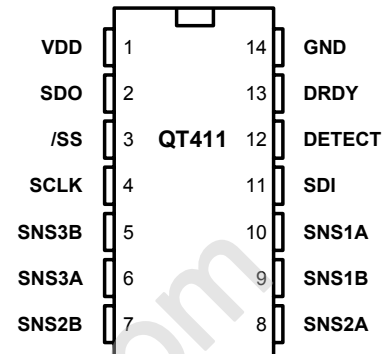 VDD 1 14 GND
SDO 2 13 DRDY
/SS 3 QT411 12 DETECT
SCLK 4 11 SDI
SNS3B 5 10 SNS1A
SNS3A 6 9 SNS1B
SNS2B 7 8 SNS2A
om